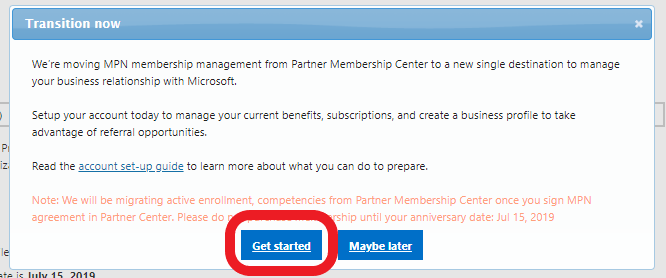 Transition now
We're moving MPN membership management from Partner Membership Center to a new single destination to manage
your business relationship with Microsoft.
Setup your account today to manage your current benefits, subscriptions, and create a business profile to take
advantage of referral opportunities.
Read the account set-up guide to learn more about what you can do to prepare.
Note: We will be migrating active enrollment, competencies from Partner Membership Center once you sign MPN
agreement in Partner Center. Please do membership until your anniversary date: Jul 15, 2019
Get started Maybe later
ate is July 15, 2019